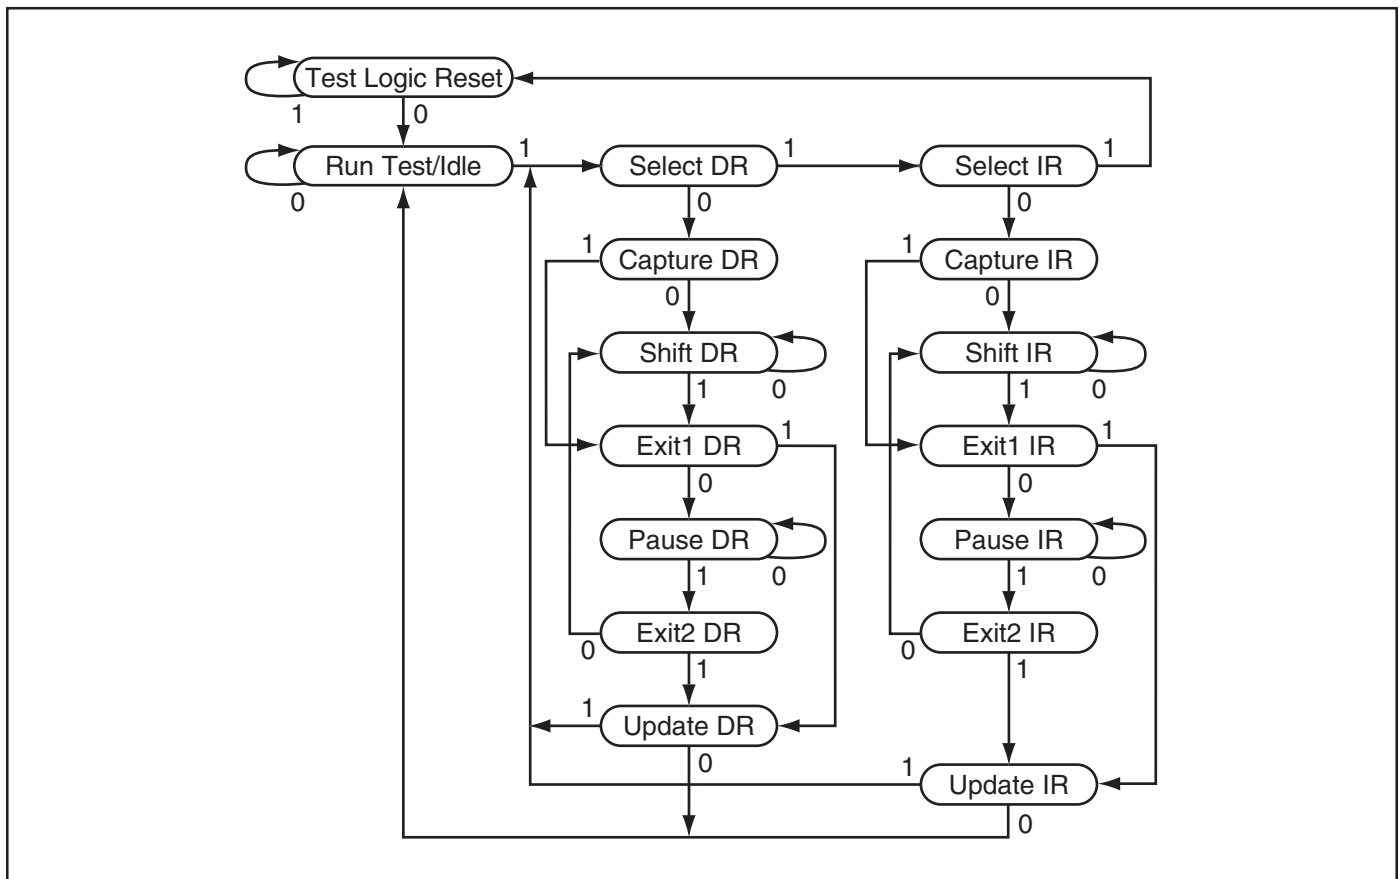 Test Logic Reset
1
0
Run Test/Idle
1
Select DR
1
Select IR
1
0
0
0
1
Capture DR
1
Capture IR
0
0
Shift DR
Shift IR
1
0
1
0
Exit1 DR
1
Exit1 IR
1
0
0
Pause DR
Pause IR
1
0
1
0
Exit2 DR
Exit2 IR
0
1
0
1
1
Update DR
0
1
Update IR
0